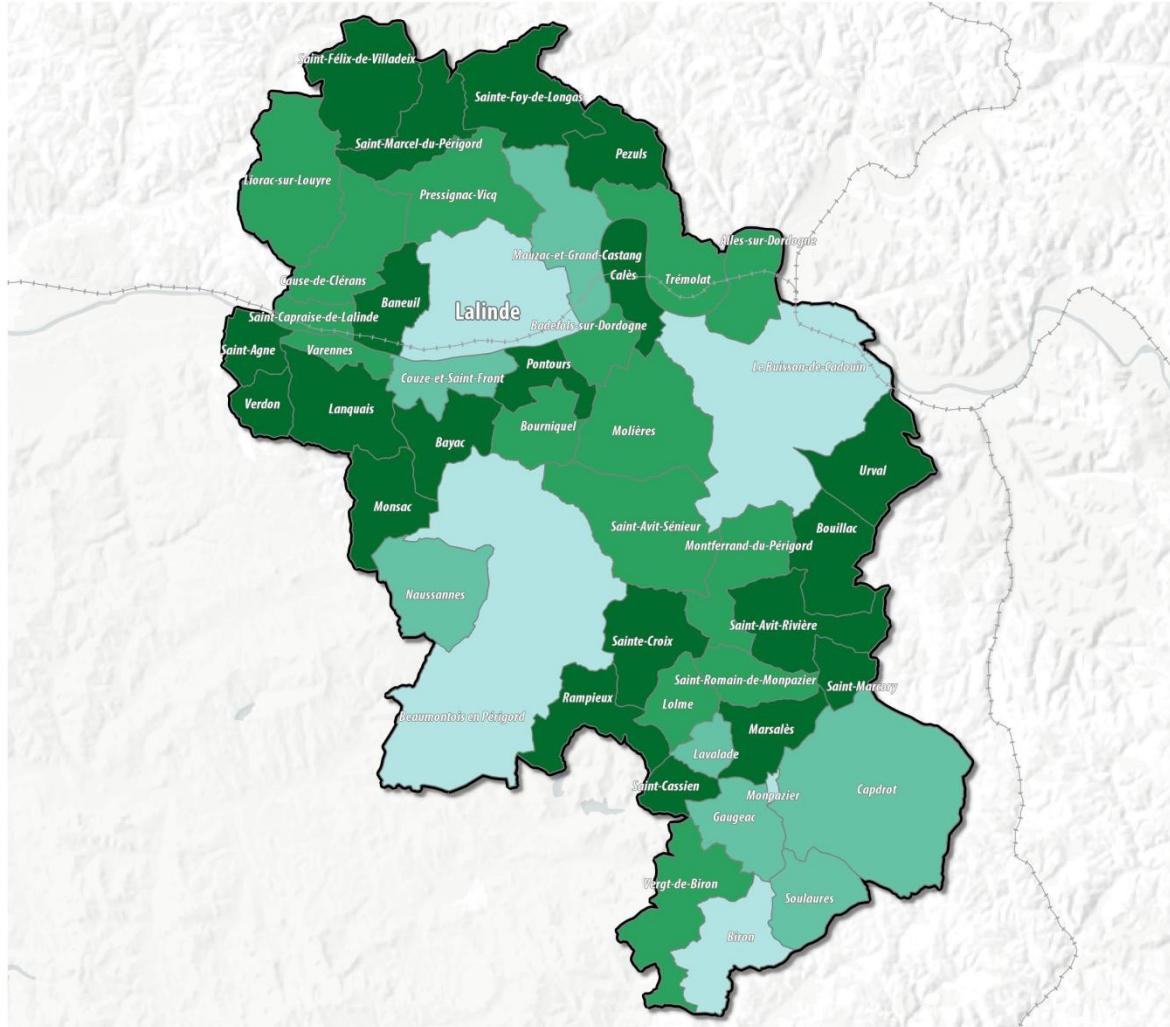 Saint-Félix-de-Villadeix
Sainte-Foy-de-Longas
Saint-Marcel-du-Périgord
Pezuls
Liorac-sur-Louyre
Pressignac-Vicq
Alles-sur-Dordogne
Mauzac-et-Grand-Castang
Cause-de-Clérans
Calès
Trémolat
Baneuil
Lalinde
Saint-Capraise-de-Lalinde
Badefols-sur-Dordogne
Saint-Agne
Varennes
Pontours
Le Buisson-de-Cadouin
Couze-et-Saint-Front
Verdon
Lanquais
Bourniquel
Molières
Bayac
Urval
Monsac
Saint-Avit-Sénieur
Bouillac
Montferrand-du-Périgord
Naussannes
Saint-Avit-Rivière
Sainte-Croix
Saint-Romain-de-Monpazier
Saint-Marcory
Rampieux
Lolme
Beaumontois en Périgord
Marsalès
Lavalade
Saint-Cassien
Monpazier
Capdrot
Gaugeac
Vergt-de-Biron
Soulaures
Biron